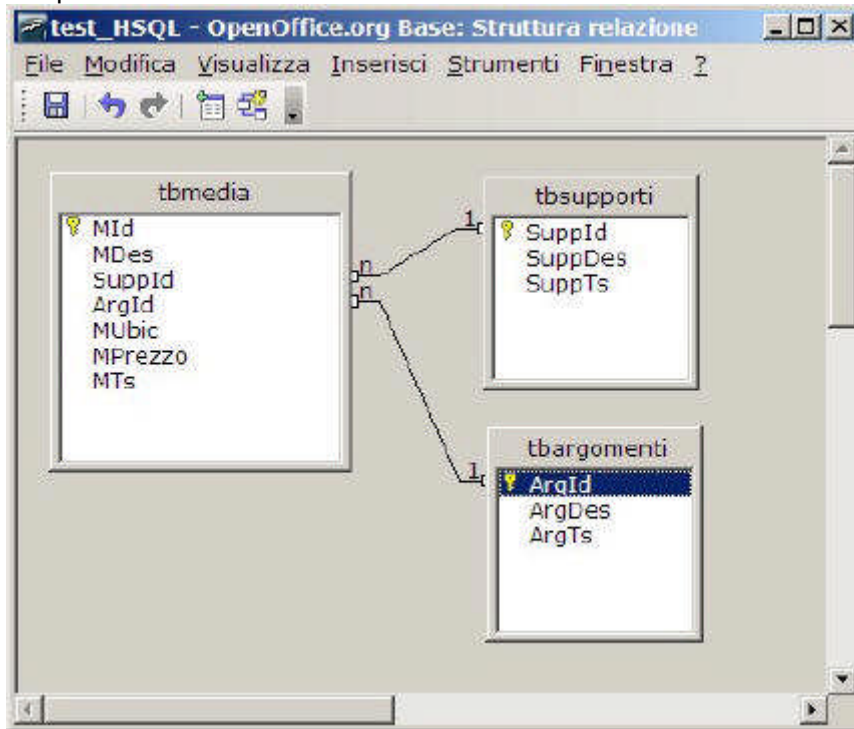 test_HSQL - OpenOffice.org Base: Struttura relazione
File Modifica Visualizza Inserisci Strumenti Finestra ?
tbmedia
MId
MDes
SuppId
ArgId
MUbic
MPrezzo
MTs
n
n
1
tbsupporti
SuppId
SuppDes
SuppTs
1
tbargomenti
ArgId
ArgDes
ArgTs